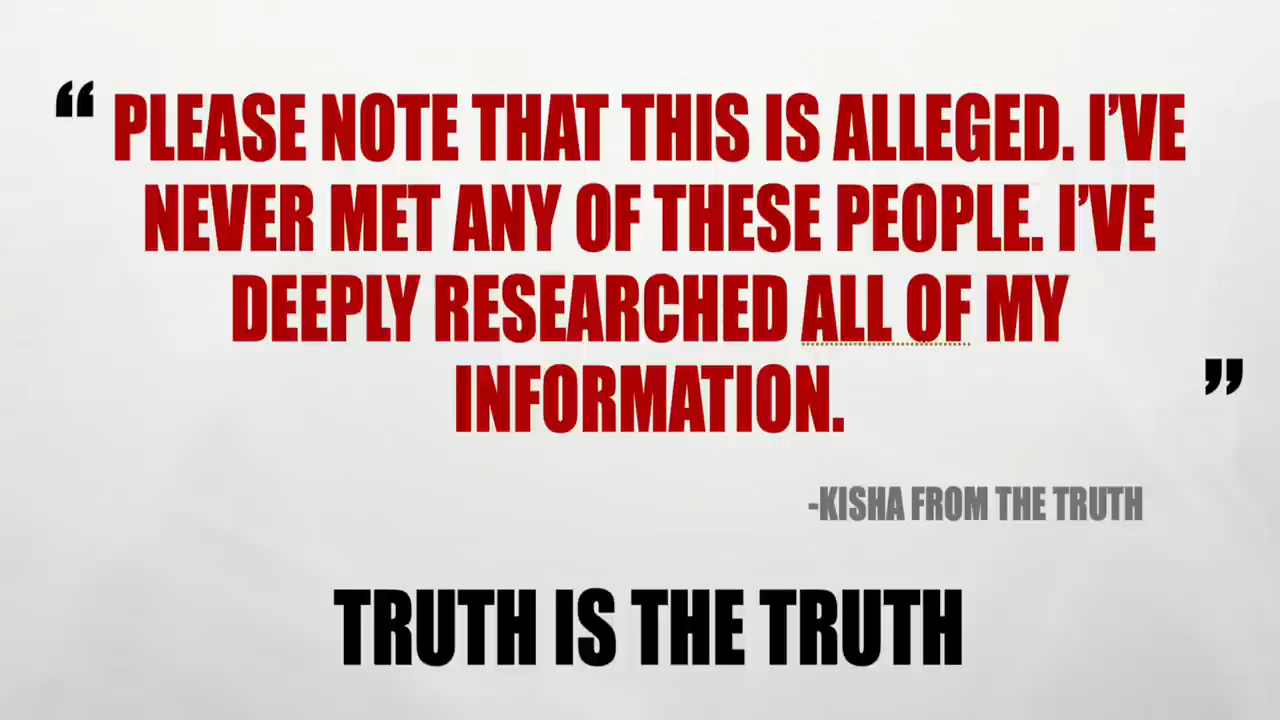 “ PLEASE NOTE THAT THIS IS ALLEGED. I’VE
NEVER MET ANY OF THESE PEOPLE. I’VE
DEEPLY RESEARCHED ALL OF MY
INFORMATION. ”
-KISHA FROM THE TRUTH
TRUTH IS THE TRUTH